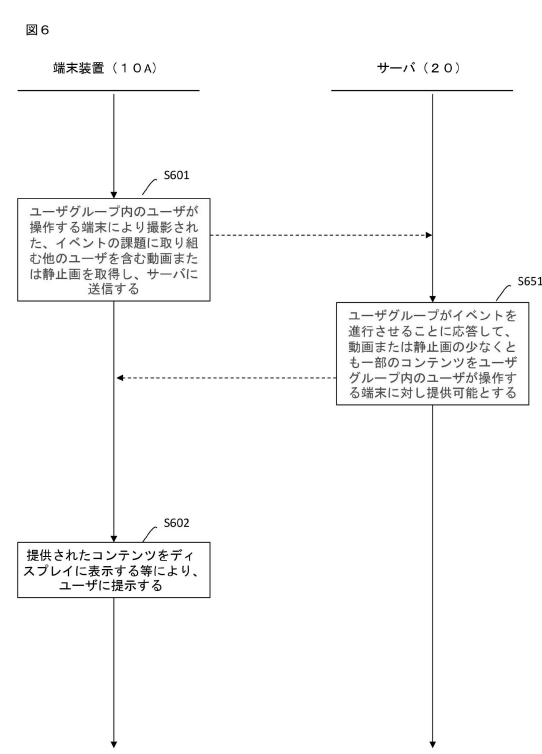 図６
端末装置（１０A）
サーバ（２０）
S601
ユーザグループ内のユーザが
操作する端末により撮影され
た、イベントの課題に取り組
む他のユーザを含む動画また
は静止画を取得し、サーバに
送信する
S651
ユーザグループがイベントを
進行させることに応答して、
動画または静止画の少なくと
も一部のコンテンツをユーザ
グループ内のユーザが操作す
る端末に対し提供可能とする
S602
提供されたコンテンツをディ
スプレイに表示する等により、
ユーザに提示する